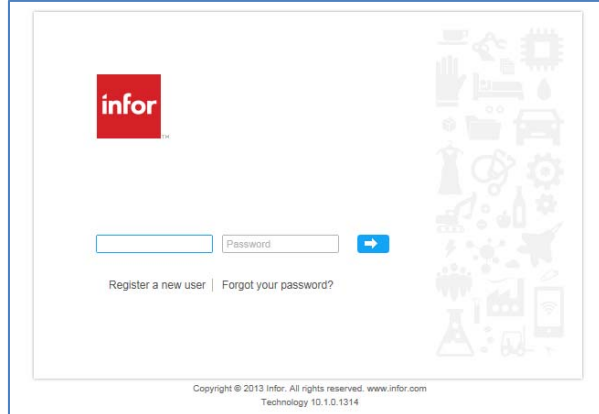 infor
TM
Password
Register a new user | Forgot your password?
Copyright © 2013 Infor. All rights reserved. www.infor.com
Technology 10.1.0.1314